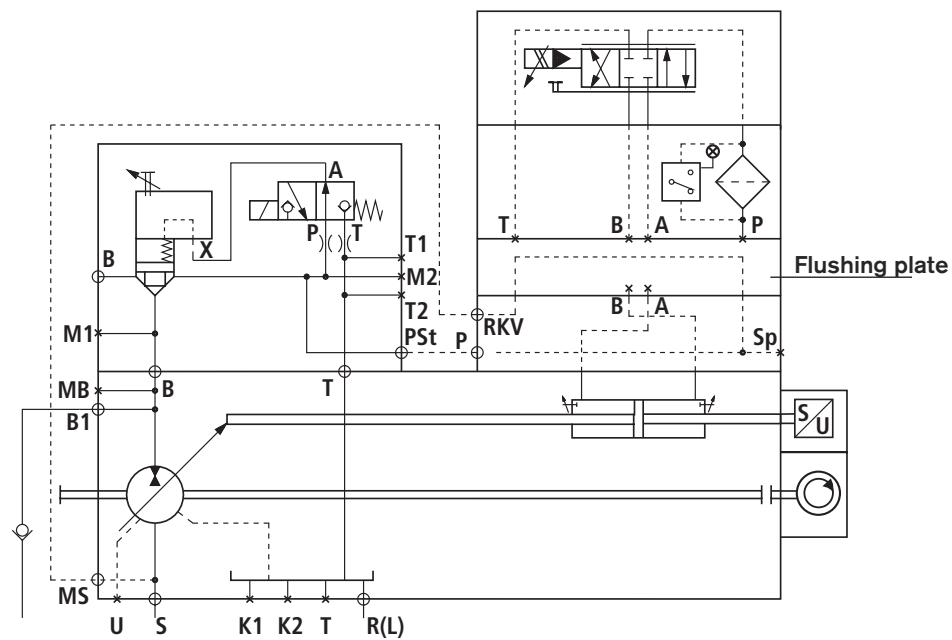 A
P
T
X
B
T1
M2
T2
PSt
M1
MB
B1
B
T
T
B
A
P
Flushing plate
B
A
RKV
P
Sp
S
U
MS
U
S
K1
K2
T
R(L)